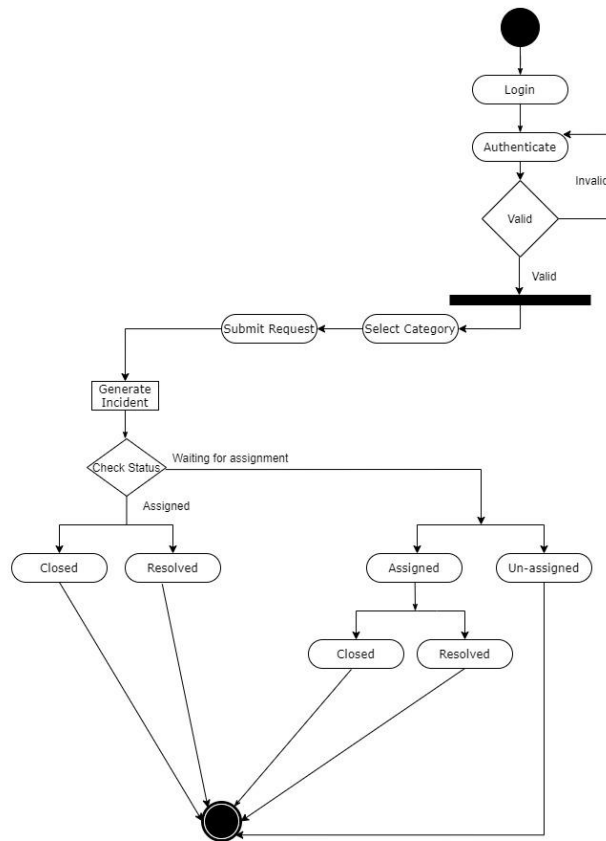 Login
Authenticate
Invalid
Valid
Valid
Submit Request
Select Category
Generate
Incident
Check Status
Waiting for assignment
Assigned
Closed
Resolved
Assigned
Un-assigned
Closed
Resolved